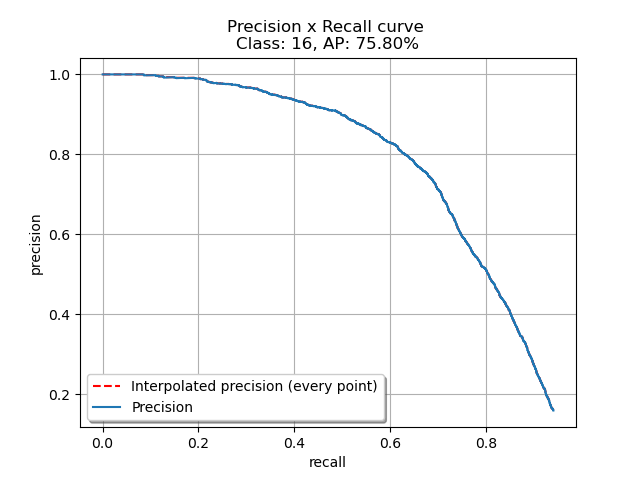 Precision x Recall curve
Class: 16, AP: 75.80%
1.0
0.8
0.6
0.4
0.2
precision
Interpolated precision (every point)
Precision
0.0 0.2 0.4 0.6 0.8
recall